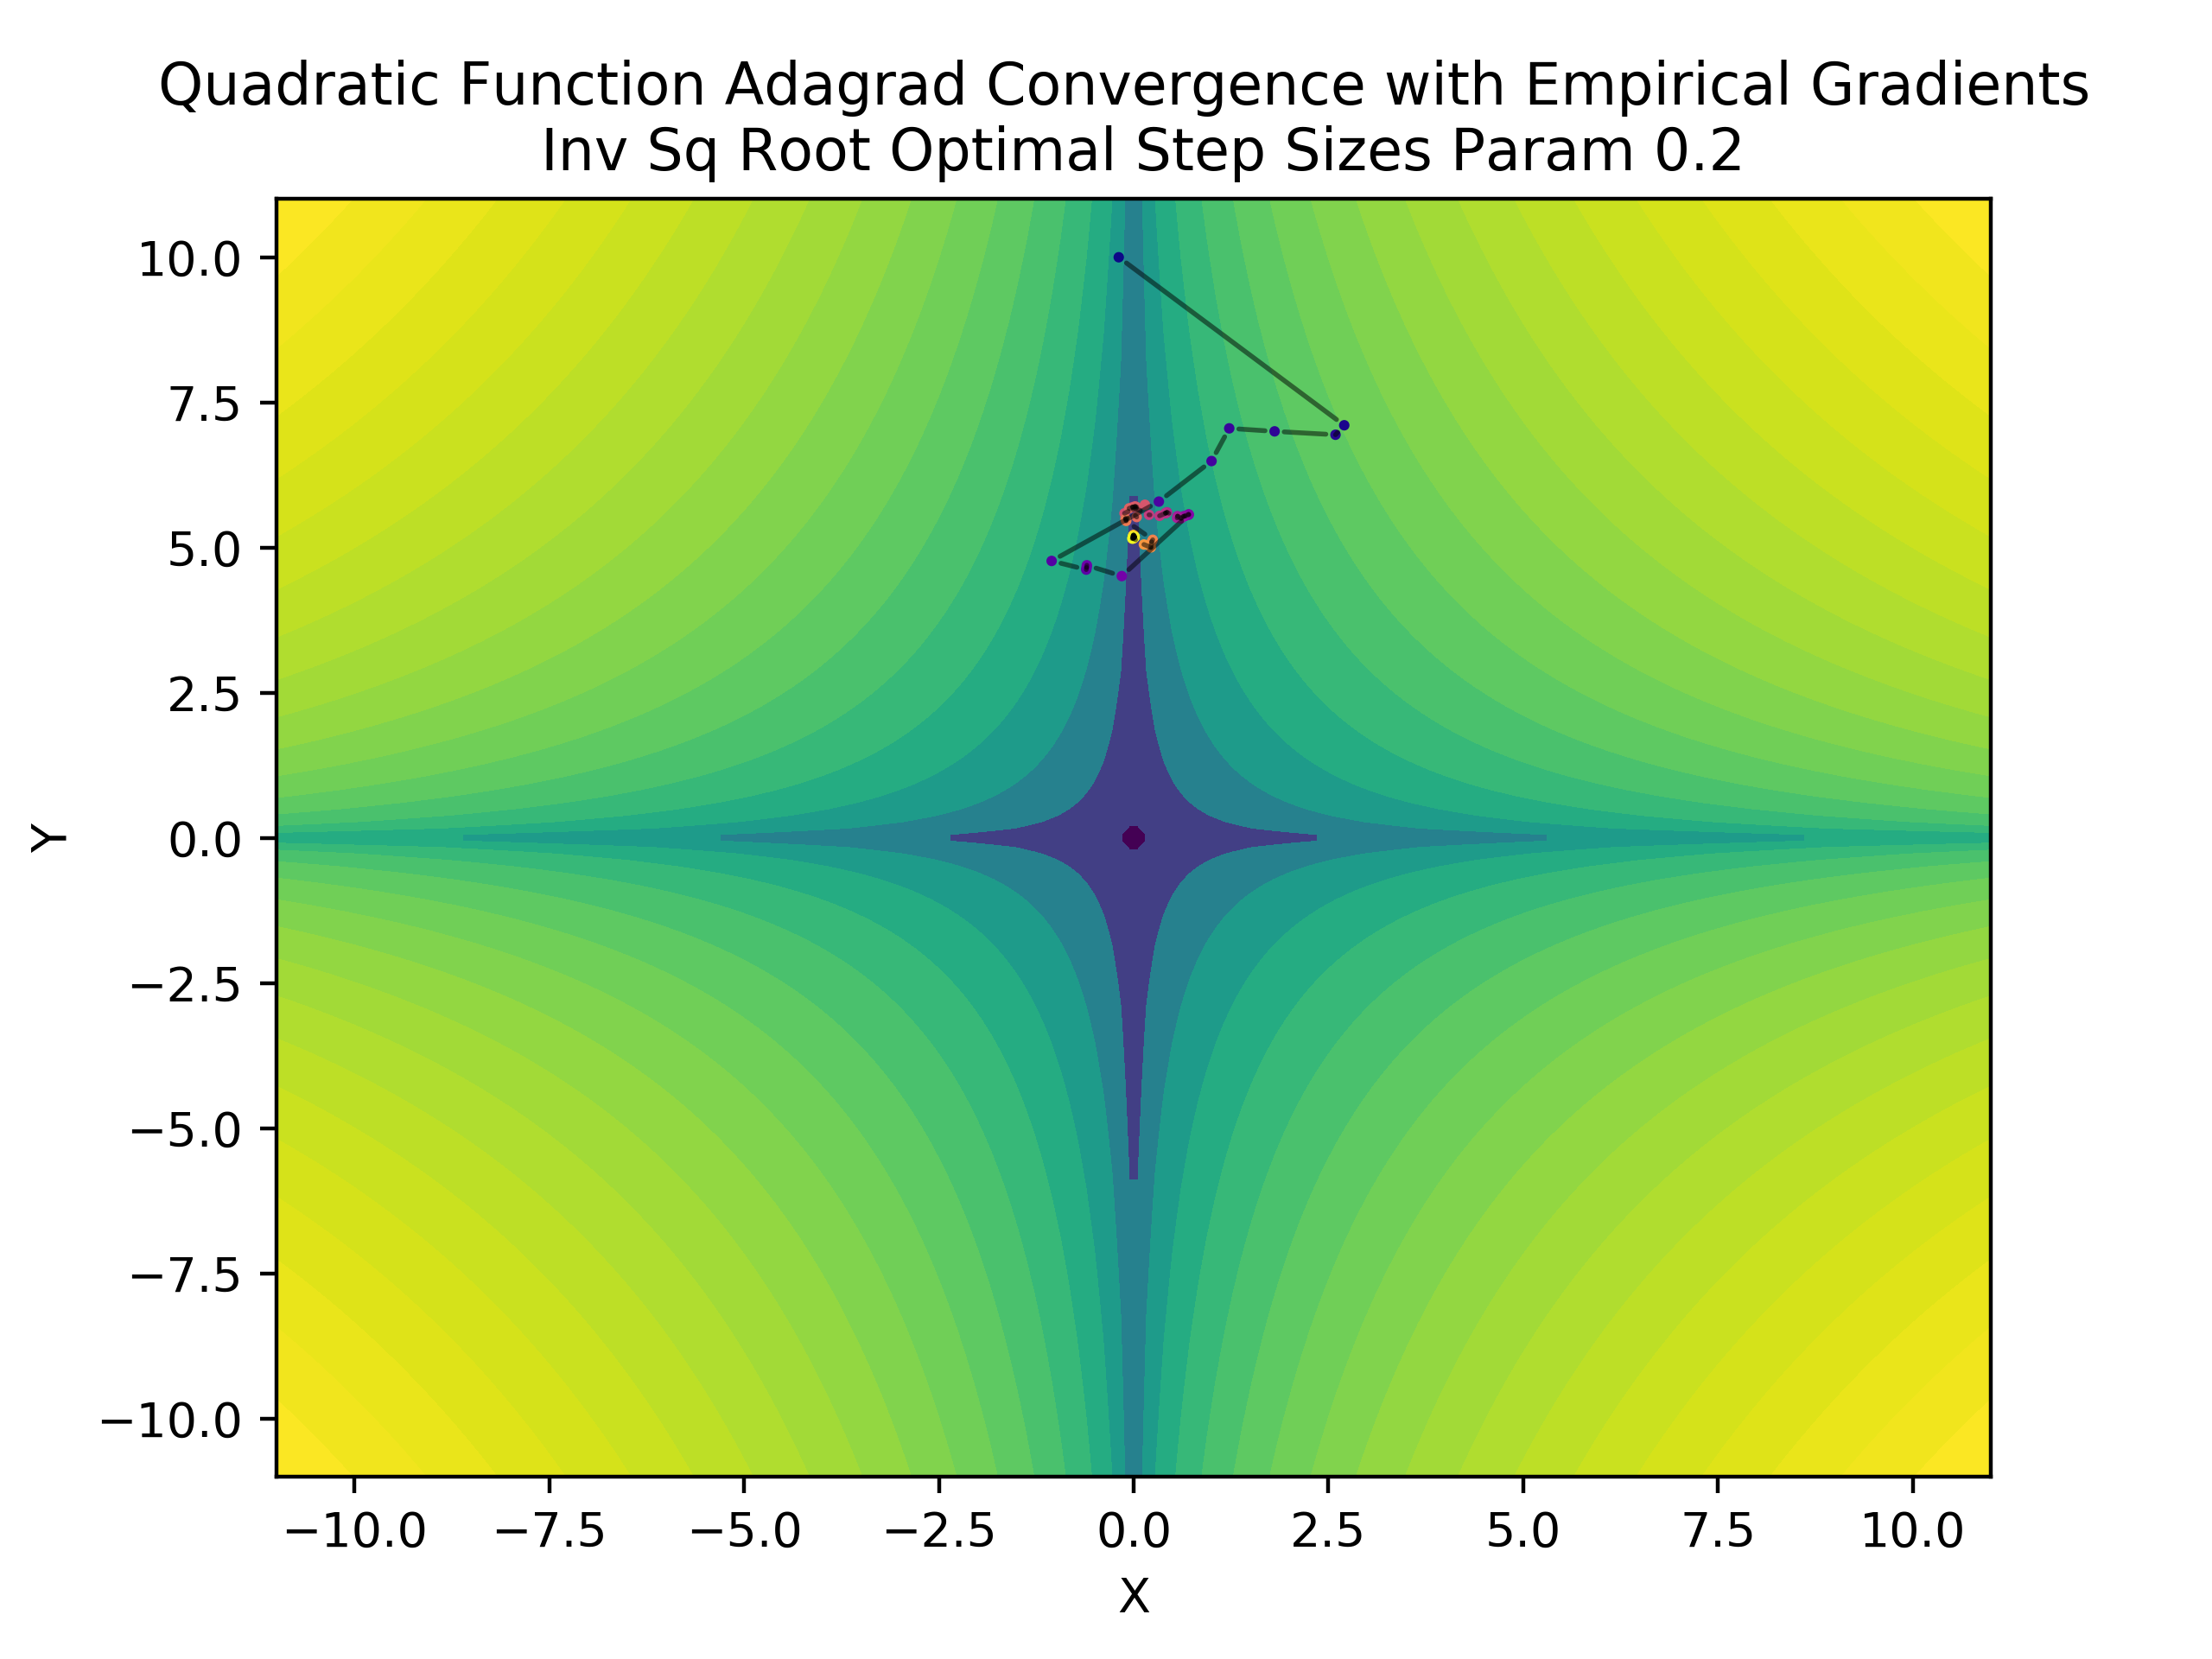 Quadratic Function Adagrad Convergence with Empirical Gradients
Inv Sq Root Optimal Step Sizes Param 0.2
10.0
7.5
5.0
2.5
0.0
−2.5
−5.0
−7.5
−10.0
Y
−10.0 −7.5 −5.0 −2.5 0.0 2.5 5.0 7.5 10.0
X